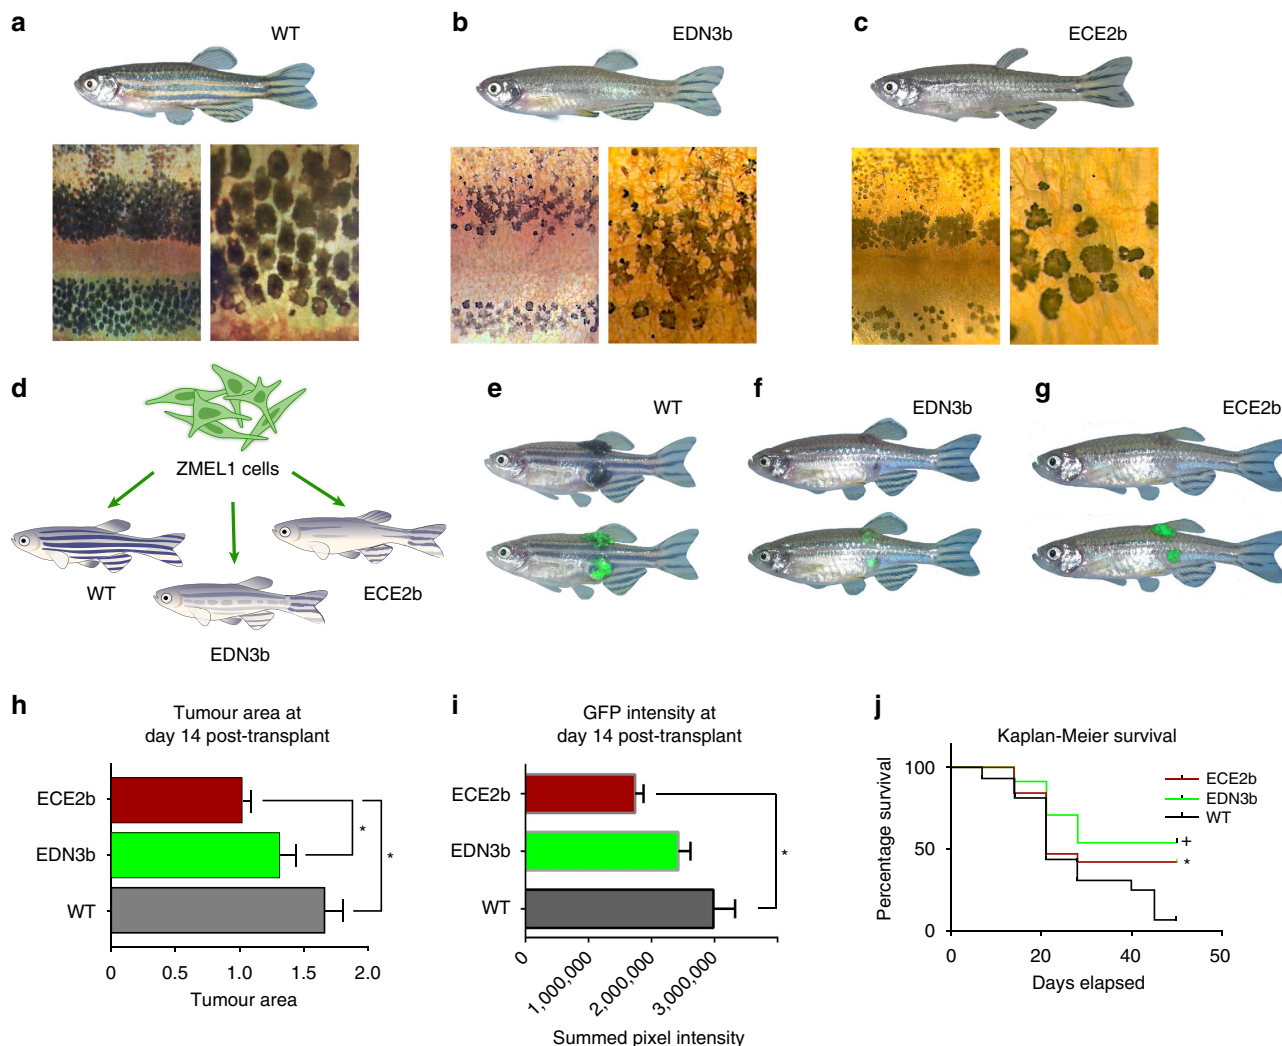 a
WT
b
EDN3b
c
ECE2b
d
ZMEL1 cells
WT
ECE2b
EDN3b
e
WT
f
EDN3b
g
ECE2b
h
Tumour area at
day 14 post-transplant
ECE2b
EDN3b
WT
*
*
0 0.5 1.0 1.5 2.0
Tumour area
i
GFP intensity at
day 14 post-transplant
ECE2b
EDN3b
WT
*
0 1,000,000 2,000,000 3,000,000
Summed pixel intensity
j
Kaplan-Meier survival
Percentage survival
100
50
0
ECE2b
EDN3b
WT
+
*
0 20 40 50
Days elapsed